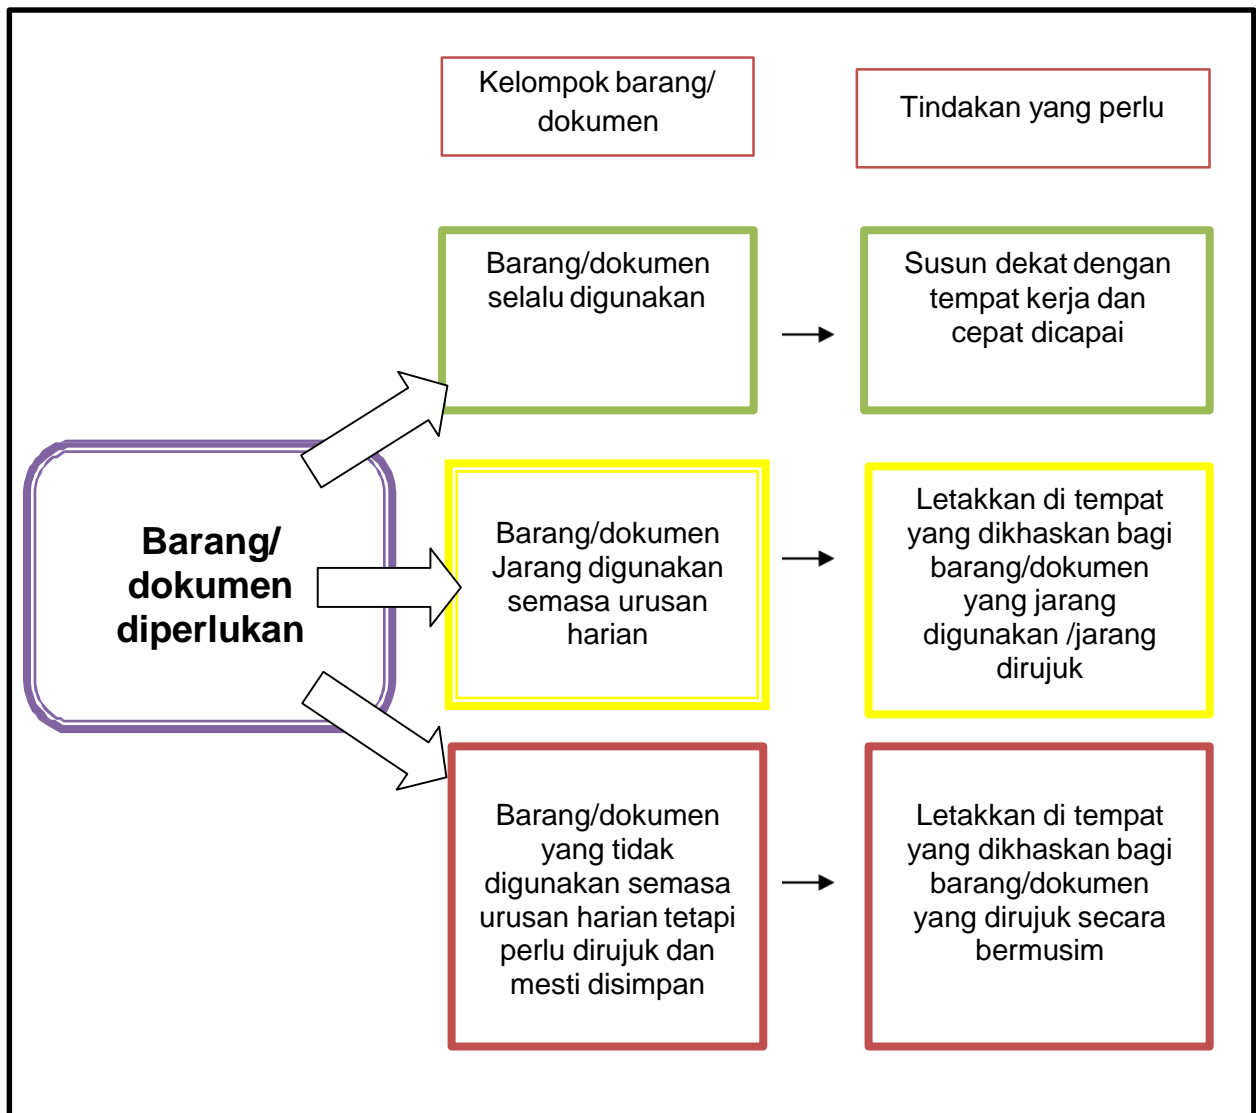 Kelompok barang/
dokumen
Tindakan yang perlu
Barang/dokumen
selalu digunakan
Susun dekat dengan
tempat kerja dan
cepat dicapai
Barang/
dokumen
diperlukan
Barang/dokumen
Jarang digunakan
semasa urusan
harian
Letakkan di tempat
yang dikhaskan bagi
barang/dokumen
yang jarang
digunakan /jarang
dirujuk
Barang/dokumen
yang tidak
digunakan semasa
urusan harian tetapi
perlu dirujuk dan
mesti disimpan
Letakkan di tempat
yang dikhaskan bagi
barang/dokumen
yang dirujuk secara
bermusim